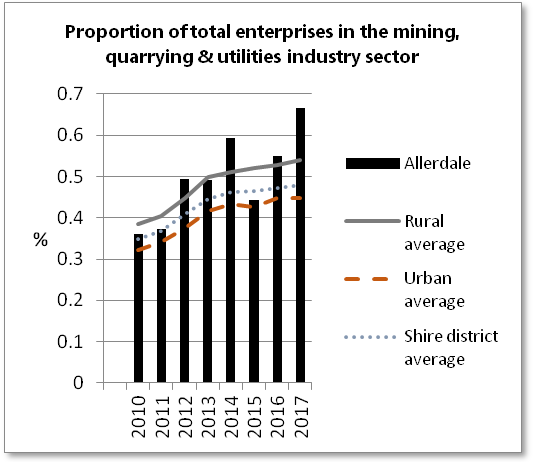 Proportion of total enterprises in the mining,
quarrying & utilities industry sector
0.7
0.6
0.5
0.4
0.3
0.2
0.1
0
%
2010
2011
2012
2013
2014
2015
2016
2017
Allerdale
Rural
average
Urban
average
Shire district
average